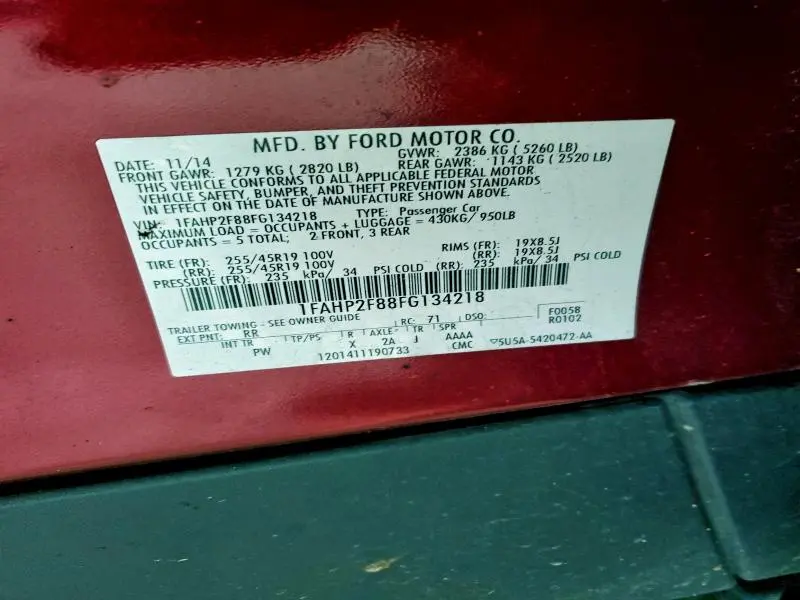 MFD. BY FORD MOTOR CO.
DATE: 11/14 GVWR: 2386 KG ( 5260 LB)
FRONT GAWR: 1279 KG ( 2820 LB) REAR GAWR: 1143 KG ( 2520 LB)
THIS VEHICLE CONFORMS TO ALL APPLICABLE FEDERAL MOTOR
VEHICLE SAFETY, BUMPER, AND THEFT PREVENTION STANDARDS
IN EFFECT ON THE DATE OF MANUFACTURE SHOWN ABOVE.
VIN: 1FAHP2F88FG134218 TYPE: Passenger Car
MAXIMUM LOAD = OCCUPANTS + LUGGAGE = 430KG/ 950LB
OCCUPANTS = 5 TOTAL; 2 FRONT, 3 REAR
TIRE (FR): 255/45R19 100V RIMS (FR): 19X8.5J
(RR): 255/45R19 100V (RR): 19X8.5J
PRESSURE (FR): 235 kPa/ 34 PSI COLD (RR): 235 kPa/ 34 PSI COLD
1FAHP2F88FG134218
TRAILER TOWING - SEE OWNER GUIDE RC: 71 DSO: F0058
EXT PNT: RR R0102
INT TR TP/PS R AXLE TR SPR
PW X 2A J AAAA
CMC 5U5A-5420472-AA
1201411190733